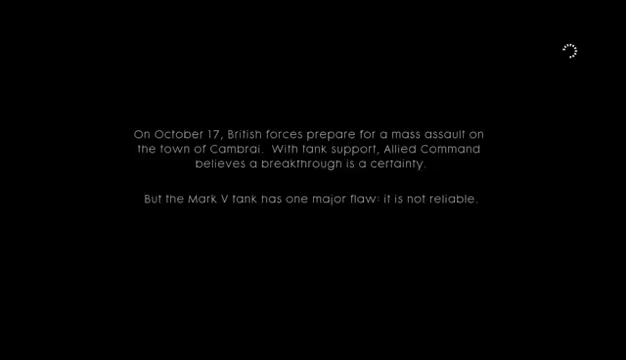 On October 17, British forces prepare for a mass assault on
the town of Cambrai. With tank support, Allied Command
believes a breakthrough is a certainty.
But the Mark V tank has one major flaw: it is not reliable.